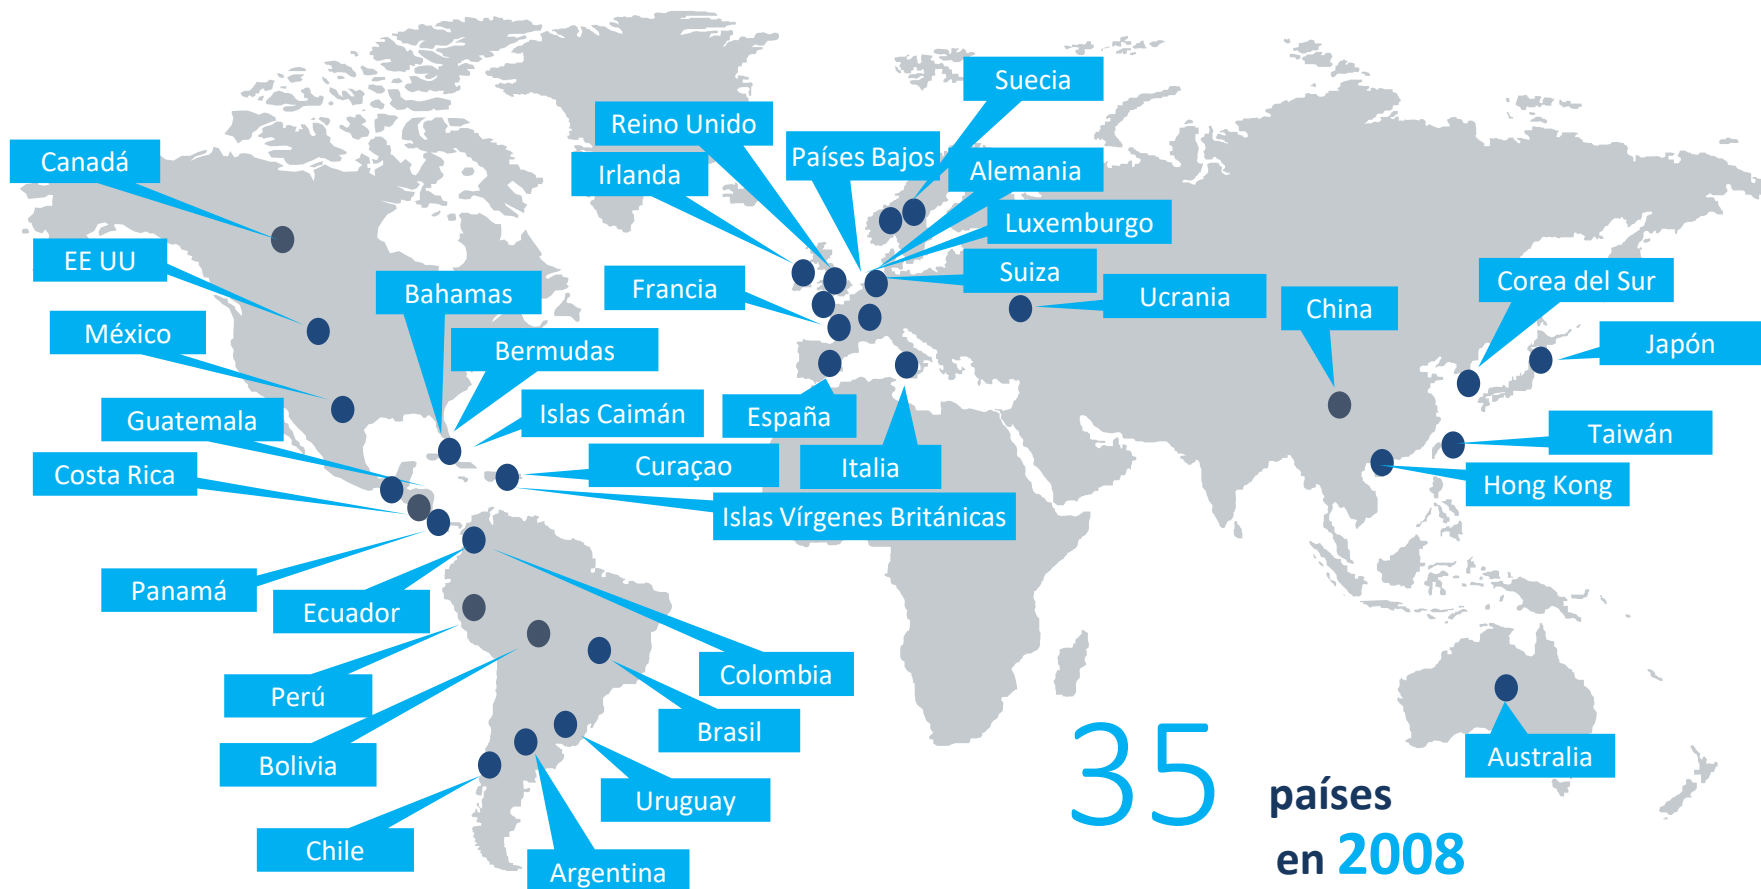 Suecia
Reino Unido
Países Bajos
Canadá
Irlanda
Alemania
Luxemburgo
EE UU
Bahamas
Francia
Suiza
Ucrania
China
Corea del Sur
México
Bermudas
Japón
Guatemala
Islas Caimán
España
Taiwán
Costa Rica
Curaçao
Italia
Hong Kong
Islas Vírgenes Británicas
Panamá
Ecuador
Colombia
Perú
Brasil
Bolivia
Uruguay
Australia
Chile
Argentina
35 países
en 2008